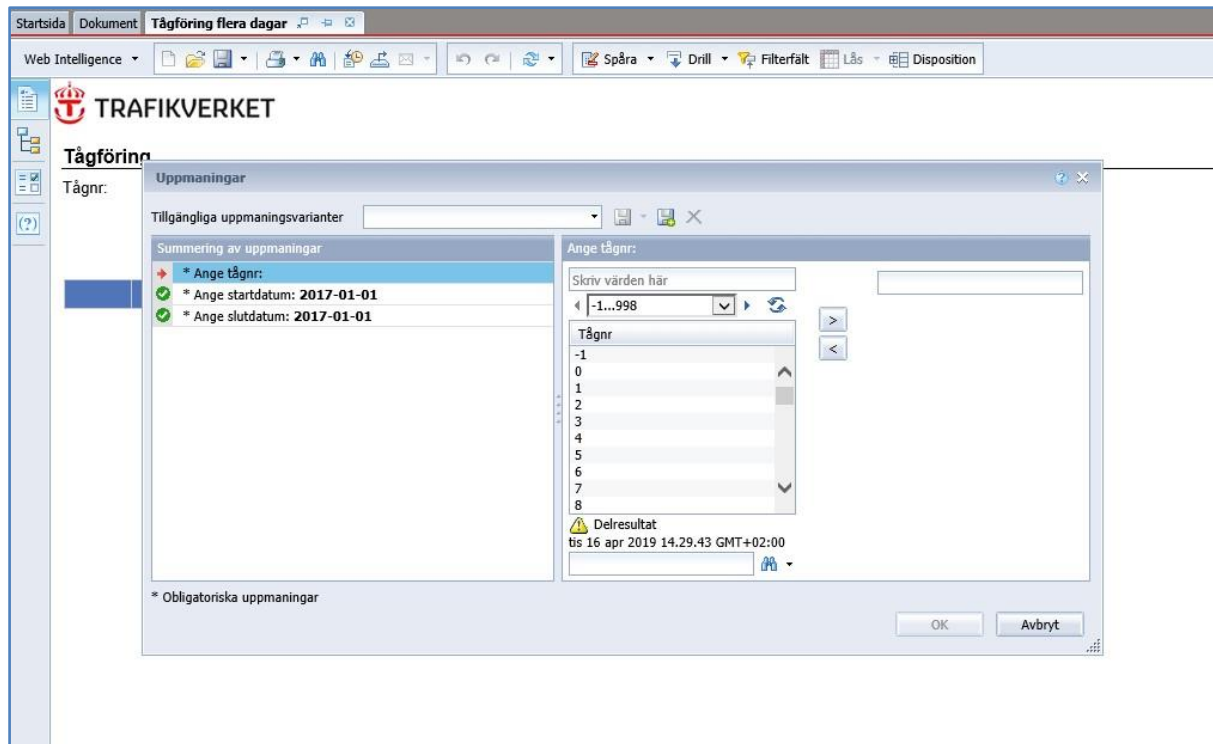 Startsida Dokument Tågföring flera dagar
Web Intelligence Spåra Drill Filterfält Lås Disposition
TRAFIKVERKET
Tågföring
Tågnr:
Uppmaningar
Tillgängliga uppmaningsvarianter
Summering av uppmaningar
* Ange tågnr:
* Ange startdatum: 2017-01-01
* Ange slutdatum: 2017-01-01
Ange tågnr:
Skriv värden här
-1...998
Tågnr
-1
0
1
2
3
4
5
6
7
8
>
<
Delresultat
tis 16 apr 2019 14.29.43 GMT+02:00
* Obligatoriska uppmaningar
OK Avbryt